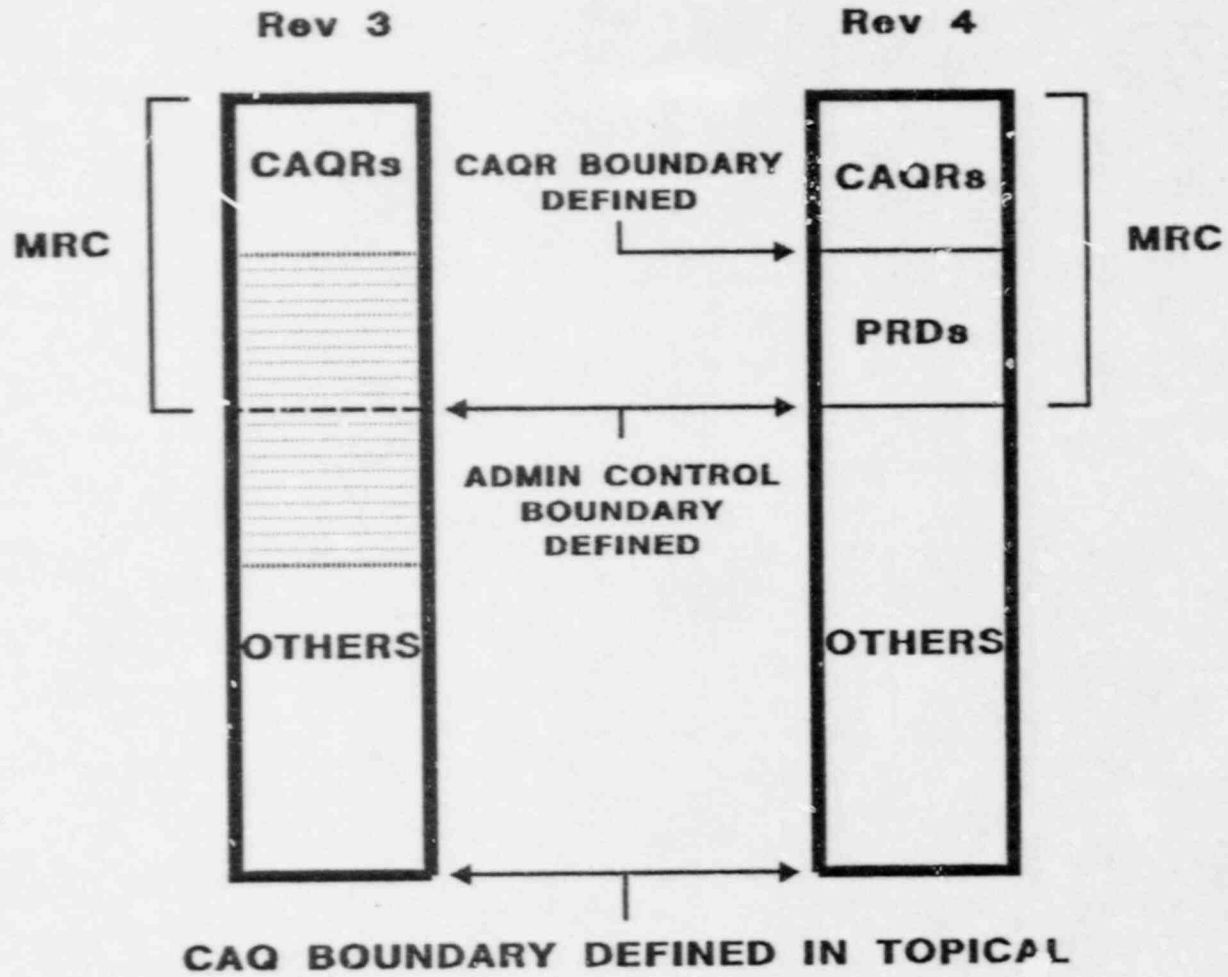 Rev 3
Rev 4
CAQRs
CAQR BOUNDARY
DEFINED
CAQRs
MRC
MRC
PRDs
ADMIN CONTROL
BOUNDARY
DEFINED
OTHERS
OTHERS
CAQ BOUNDARY DEFINED IN TOPICAL